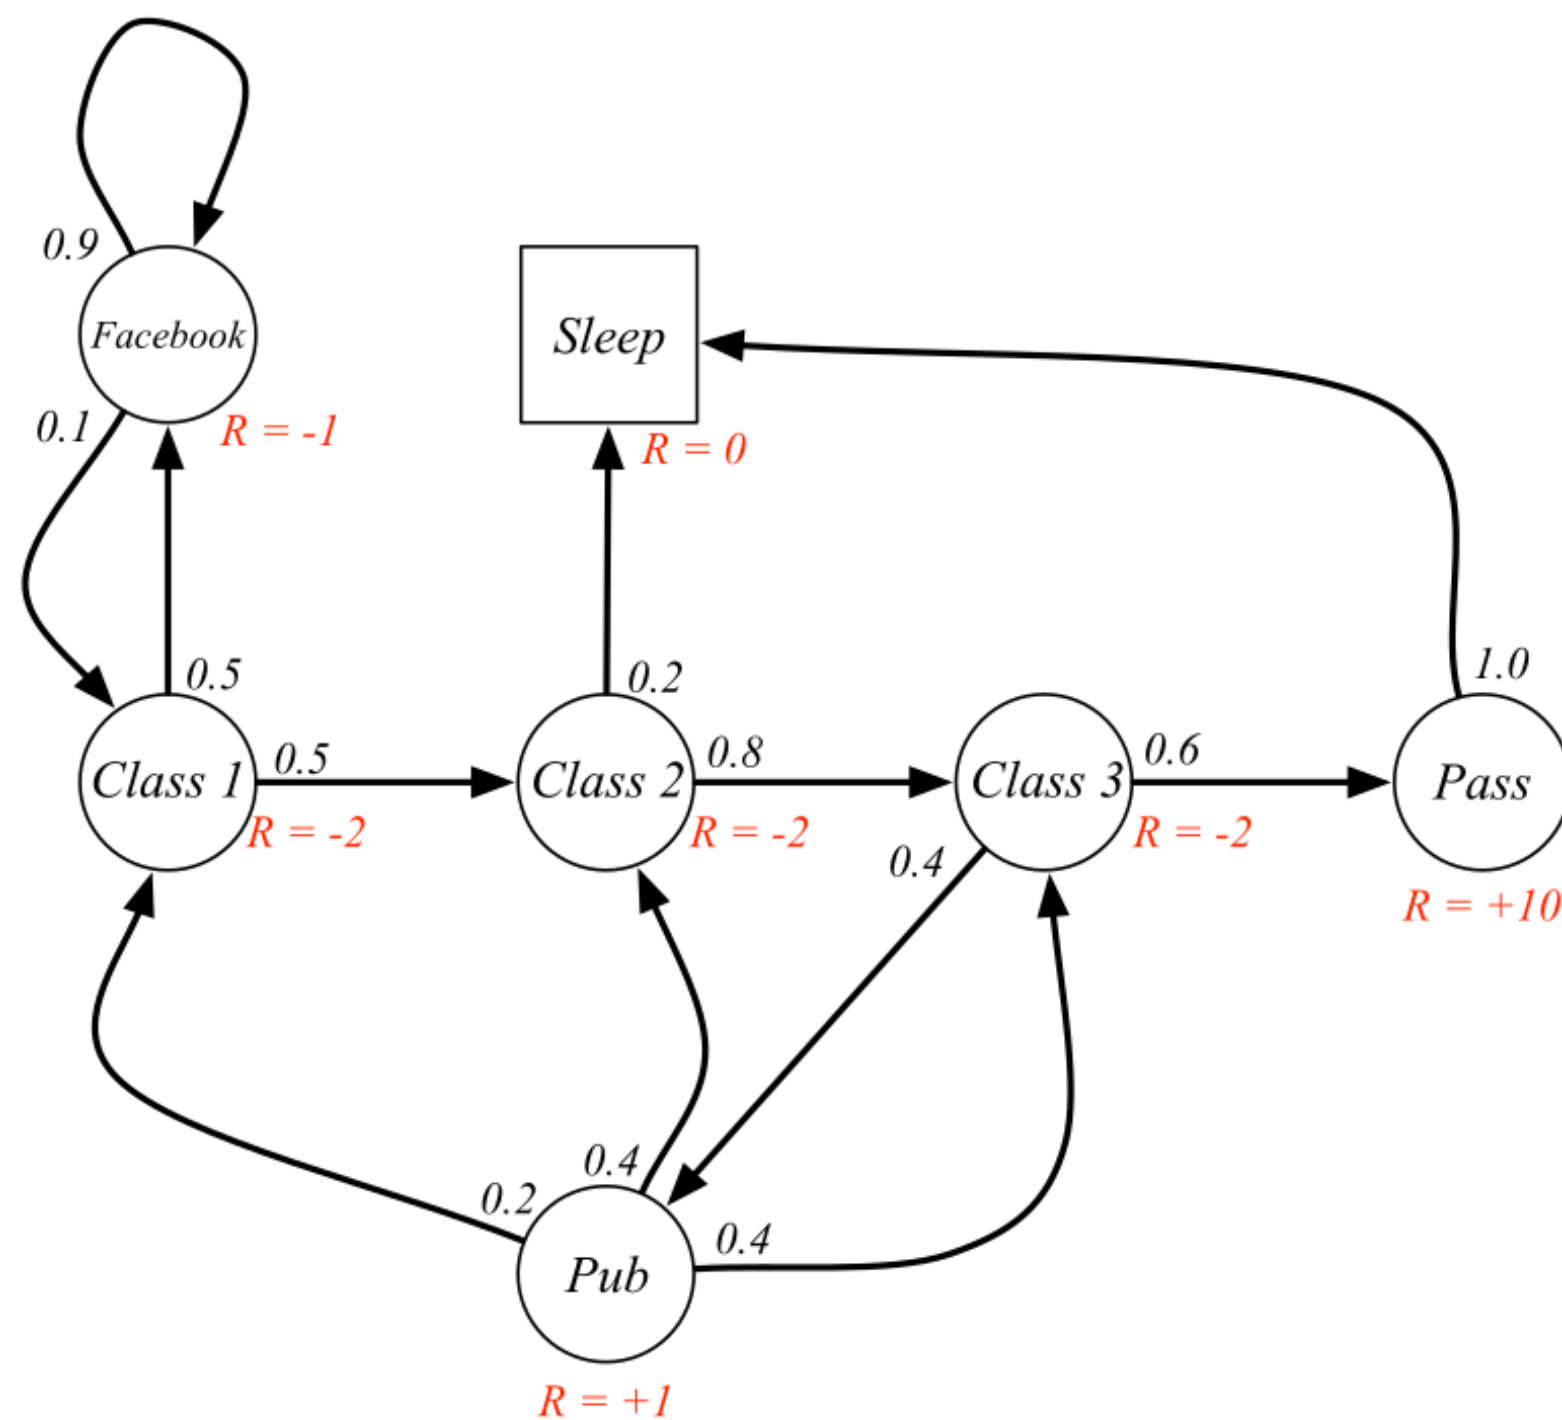 0.9
Facebook
Sleep
0.1
R = -1
R = 0
0.5
0.2
1.0
Class 1
0.5
Class 2
0.8
Class 3
0.6
Pass
R = -2
R = -2
R = -2
0.4
R = +10
0.4
0.2
0.4
Pub
R = +1